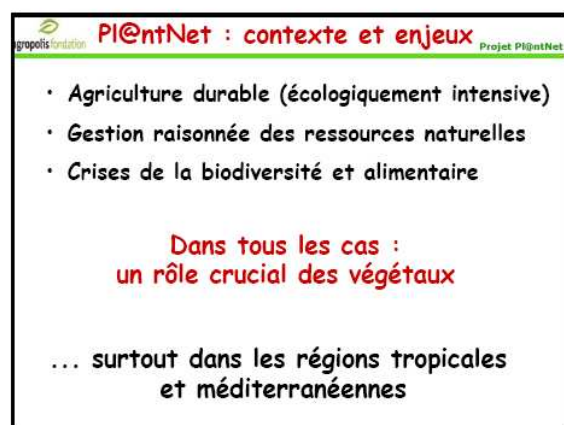 agropolis fondation
Pl@ntNet : contexte et enjeux
Projet Pl@ntNet
• Agriculture durable (écologiquement intensive)
• Gestion raisonnée des ressources naturelles
• Crises de la biodiversité et alimentaire
Dans tous les cas :
un rôle crucial des végétaux
... surtout dans les régions tropicales
et méditerranéennes